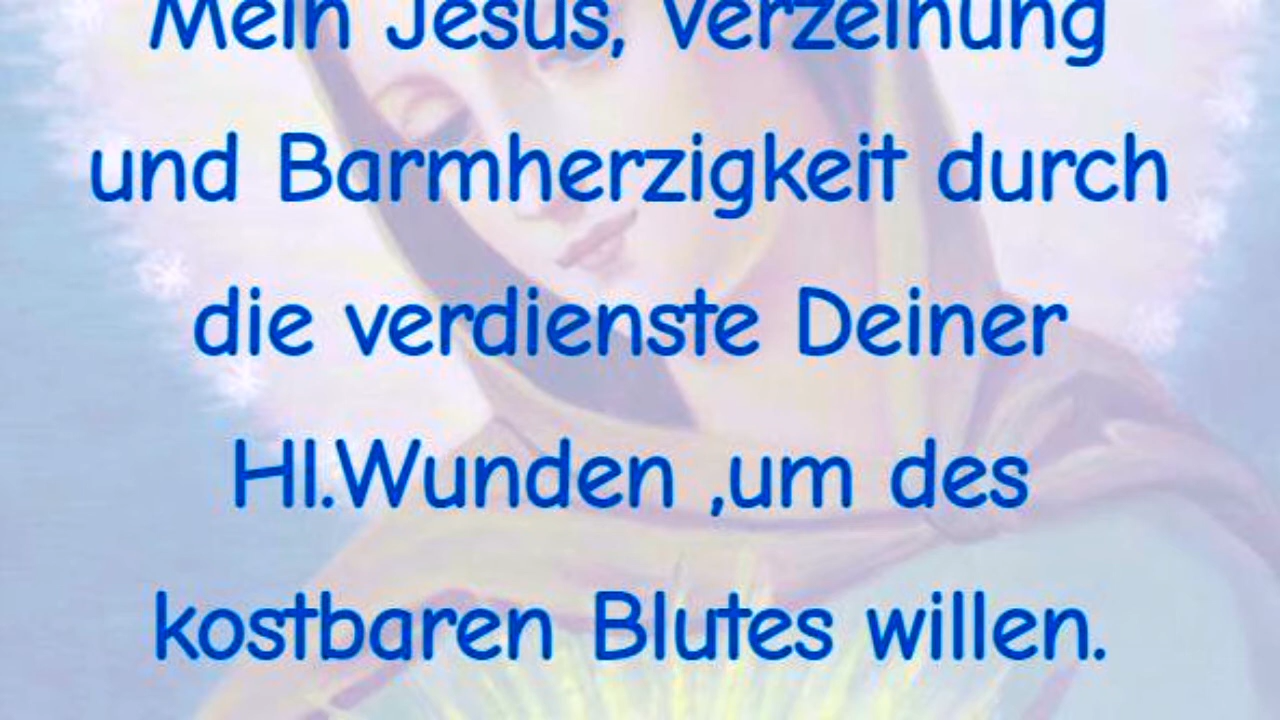 Mein Jesus, Verzeihung
und Barmherzigkeit durch
die verdienste Deiner
Hl.Wunden ,um des
kostbaren Blutes willen.